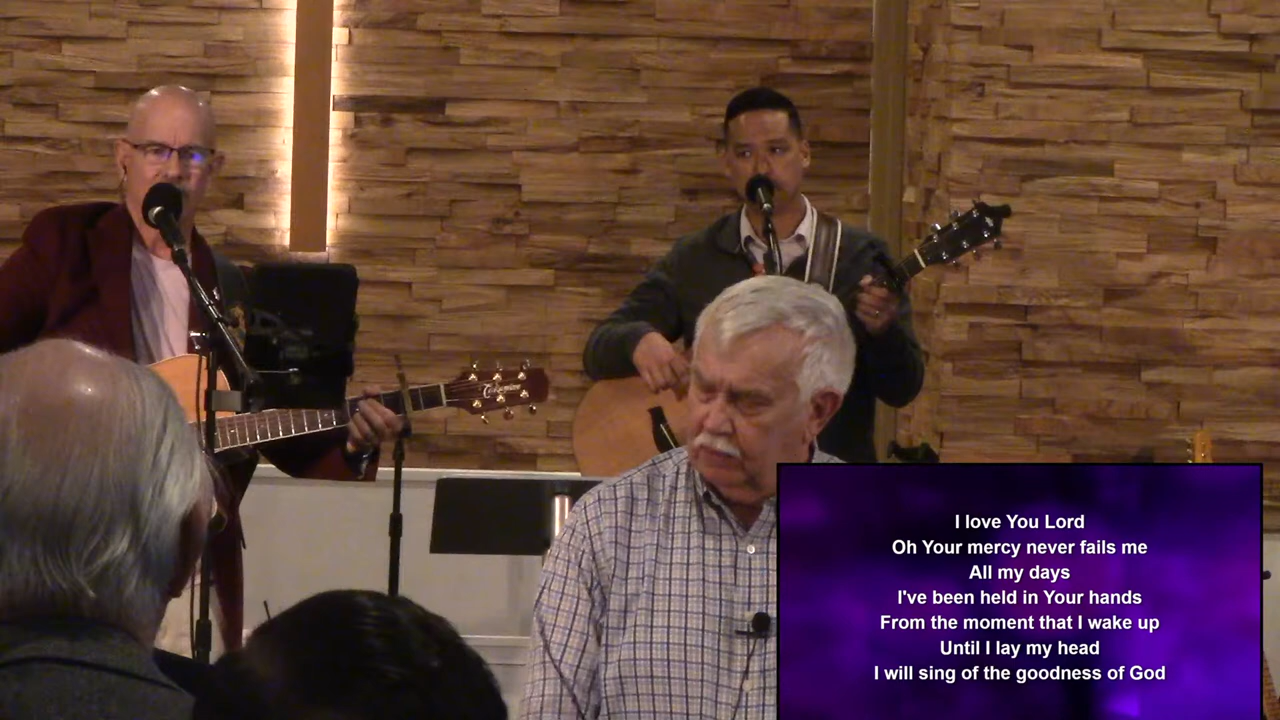 Takamine
I love You Lord
Oh Your mercy never fails me
All my days
I've been held in Your hands
From the moment that I wake up
Until I lay my head
I will sing of the goodness of God